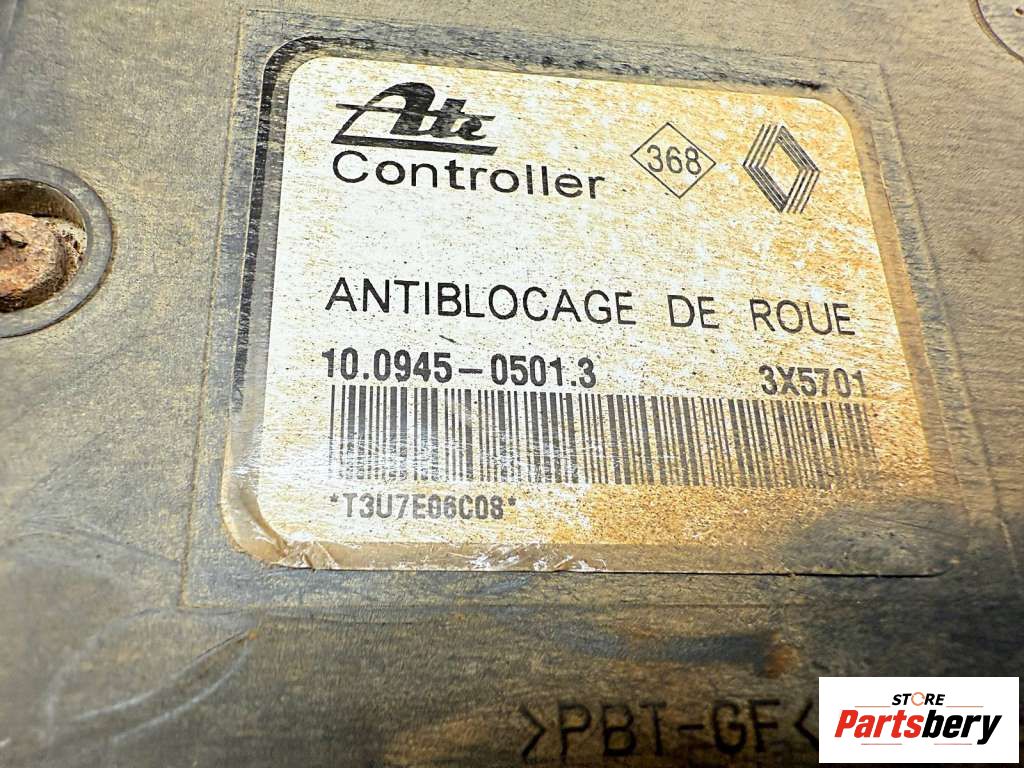 Ate
Controller
368
ANTIBLOCAGE DE ROUE
10.0945-0501.3 3X5701
*T3U7E06C08*
>PBT-GF<
STORE
Partsbery